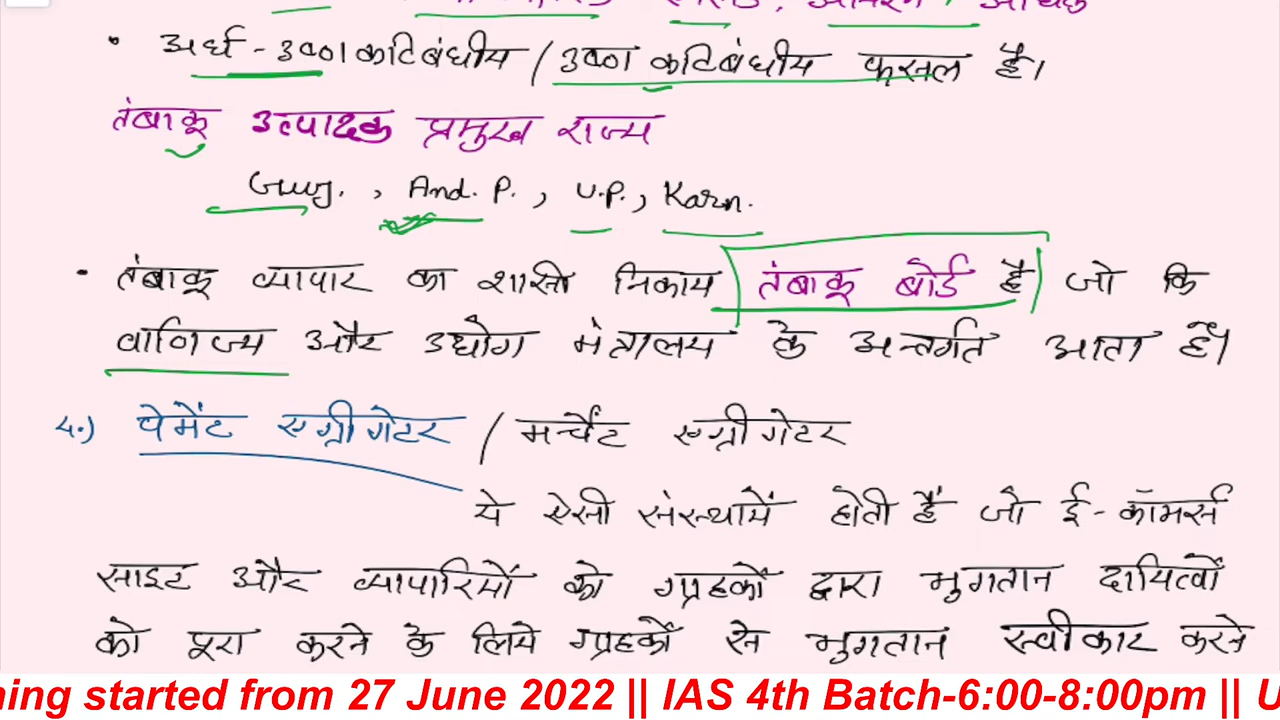 • अर्ध - उष्ण कटिबंधीय / उष्ण कटिबंधीय फसल है।
तंबाकू उत्पादक प्रमुख राज्य
Guj. , And. P. , U.P. , Karn.
• तंबाकू व्यापार का शासी निकाय तंबाकू बोर्ड है जो कि
वाणिज्य और उद्योग मंत्रालय के अन्तर्गत आता है।
4.) पेमेंट एग्रीगेटर / मर्चेंट एग्रीगेटर
ये ऐसी संस्थायें होती हैं जो ई-कॉमर्स
साइट और व्यापारियों को ग्राहकों द्वारा भुगतान दायित्वों
को पूरा करने के लिये ग्राहकों से भुगतान स्वीकार करने
ning started from 27 June 2022 || IAS 4th Batch-6:00-8:00pm || U